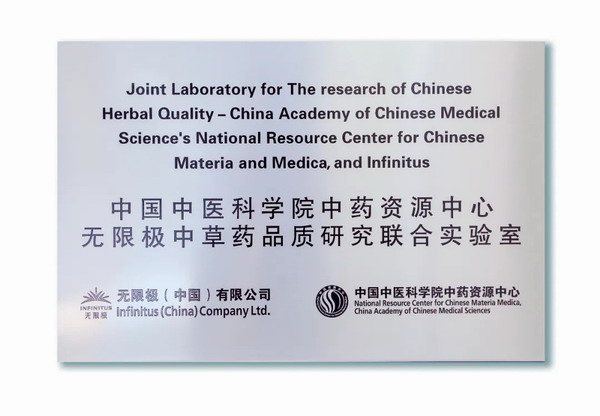 Joint Laboratory for The research of Chinese
Herbal Quality – China Academy of Chinese Medical
Science's National Resource Center for Chinese
Materia and Medica, and Infinitus
中国中医科学院中药资源中心
无限极中草药品质研究联合实验室
INFINITUS
无限极
无限极（中国）有限公司
Infinitus (China) Company Ltd.
中国中医科学院中药资源中心
National Resource Center for Chinese Materia Medica,
China Academy of Chinese Medical Sciences